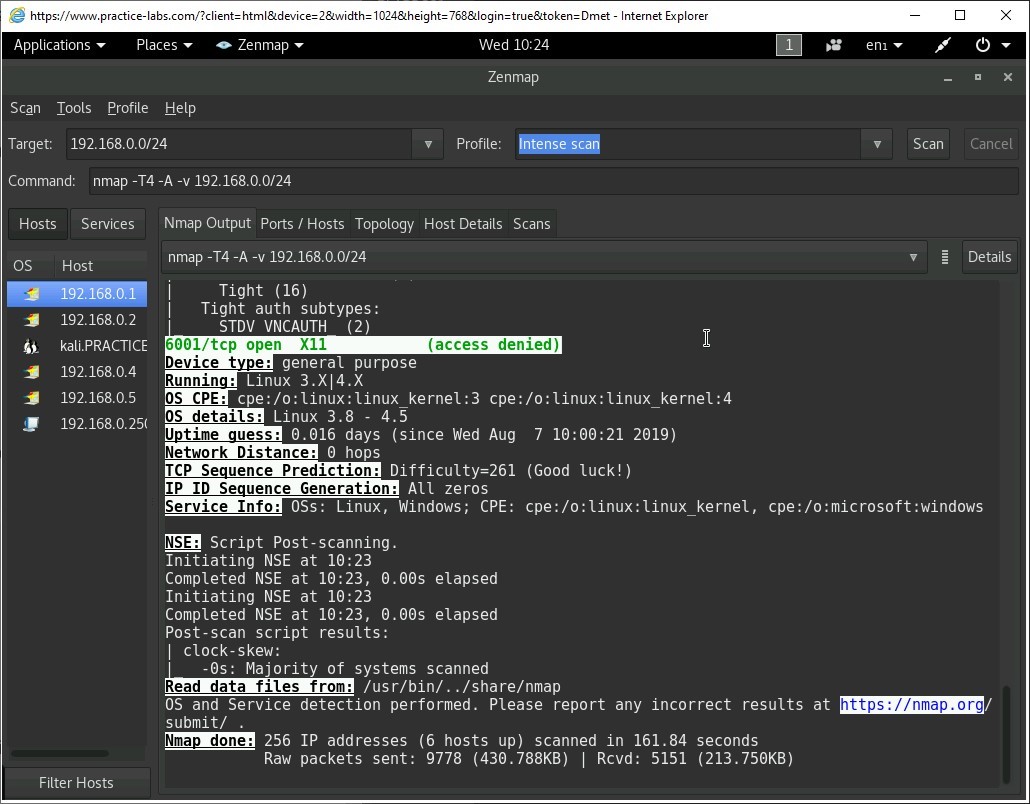 https://www.practice-labs.com/?client=html&device=2&width=1024&height=768&login=true&token=Dmet - Internet Explorer
Applications Places Zenmap Wed 10:24 1 en1
Zenmap
Scan Tools Profile Help
Target: 192.168.0.0/24 Profile: Intense scan Scan Cancel
Command: nmap -T4 -A -v 192.168.0.0/24
Hosts Services Nmap Output Ports / Hosts Topology Host Details Scans
nmap -T4 -A -v 192.168.0.0/24 Details
OS Host
192.168.0.1
192.168.0.2
kali.PRACTICE
192.168.0.4
192.168.0.5
192.168.0.250
Filter Hosts
| Tight (16)
| Tight auth subtypes:
|_ STDV VNCAUTH_ (2)
6001/tcp open X11 (access denied)
Device type: general purpose
Running: Linux 3.X|4.X
OS CPE: cpe:/o:linux:linux_kernel:3 cpe:/o:linux:linux_kernel:4
OS details: Linux 3.8 - 4.5
Uptime guess: 0.016 days (since Wed Aug 7 10:00:21 2019)
Network Distance: 0 hops
TCP Sequence Prediction: Difficulty=261 (Good luck!)
IP ID Sequence Generation: All zeros
Service Info: OSs: Linux, Windows; CPE: cpe:/o:linux:linux_kernel, cpe:/o:microsoft:windows
NSE: Script Post-scanning.
Initiating NSE at 10:23
Completed NSE at 10:23, 0.00s elapsed
Initiating NSE at 10:23
Completed NSE at 10:23, 0.00s elapsed
Post-scan script results:
| clock-skew:
|_ -0s: Majority of systems scanned
Read data files from: /usr/bin/../share/nmap
OS and Service detection performed. Please report any incorrect results at https://nmap.org/
submit/ .
Nmap done: 256 IP addresses (6 hosts up) scanned in 161.84 seconds
Raw packets sent: 9778 (430.788KB) | Rcvd: 5151 (213.750KB)